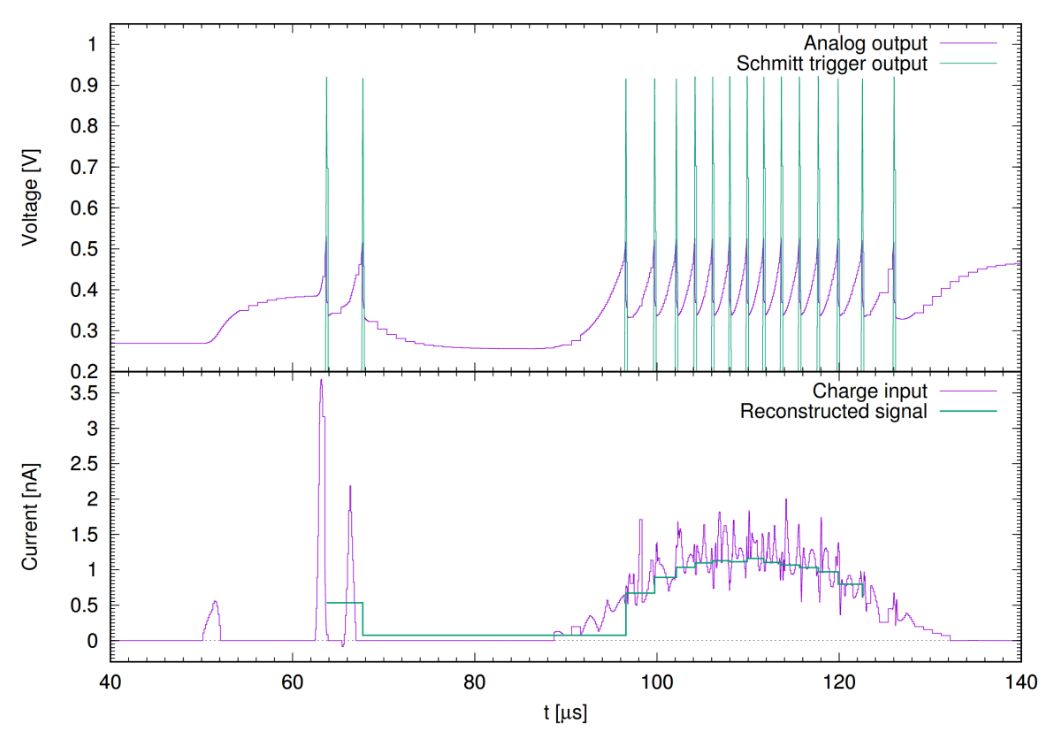 Voltage [V]
1
0.9
0.8
0.7
0.6
0.5
0.4
0.3
0.2
Analog output
Schmitt trigger output
Current [nA]
3.5
3
2.5
2
1.5
1
0.5
0
Charge input
Reconstructed signal
40 60 80 100 120 140
t [μs]